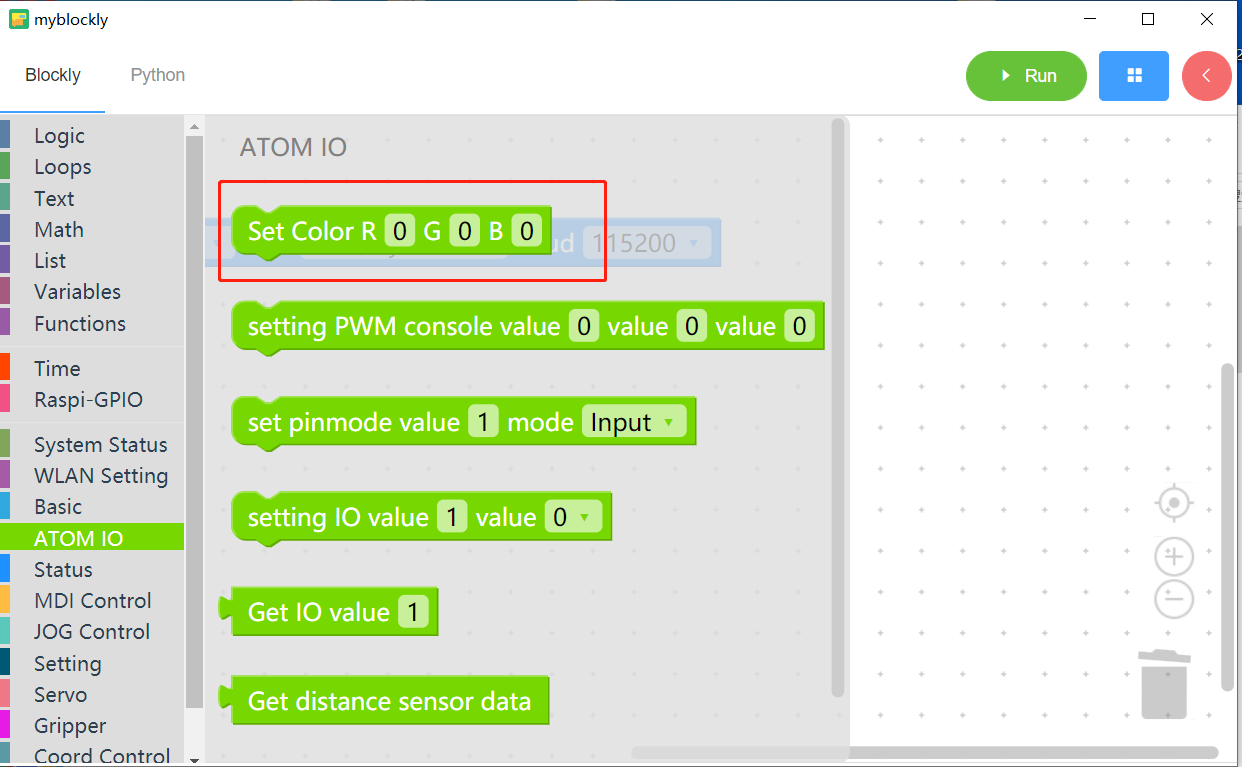 myblockly
Blockly
Python
Run
Logic
Loops
Text
Math
List
Variables
Functions
Time
Raspi-GPIO
System Status
WLAN Setting
Basic
ATOM IO
Status
MDI Control
JOG Control
Setting
Servo
Gripper
Coord Control
ATOM IO
Set Color R 0 G 0 B 0
ud 115200
setting PWM console value 0 value 0 value 0
set pinmode value 1 mode Input
setting IO value 1 value 0
Get IO value 1
Get distance sensor data